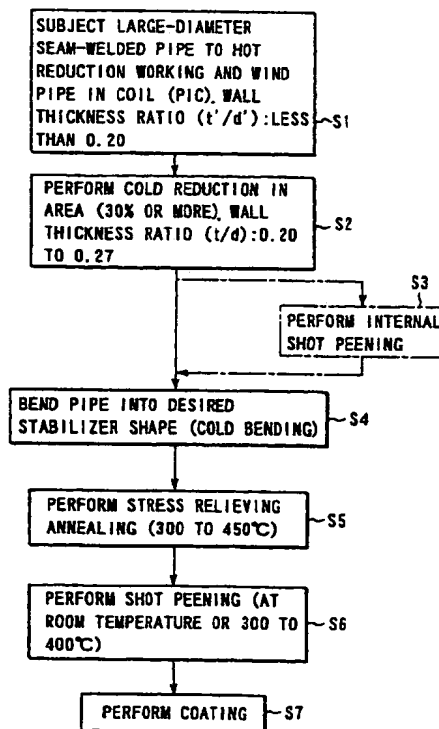 SUBJECT LARGE-DIAMETER
SEAM-WELDED PIPE TO HOT
REDUCTION WORKING AND WIND
PIPE IN COIL (PIC). WALL
THICKNESS RATIO (t'/d'):LESS
THAN 0.20
S1
PERFORM COLD REDUCTION IN
AREA (30% OR MORE). WALL
THICKNESS RATIO (t/d):0.20
TO 0.27
S2
S3
PERFORM INTERNAL
SHOT PEENING
BEND PIPE INTO DESIRED
STABILIZER SHAPE (COLD BENDING)
S4
PERFORM STRESS RELIEVING
ANNEALING (300 TO 450℃)
S5
PERFORM SHOT PEENING (AT
ROOM TEMPERATURE OR 300 TO
400℃)
S6
PERFORM COATING
S7